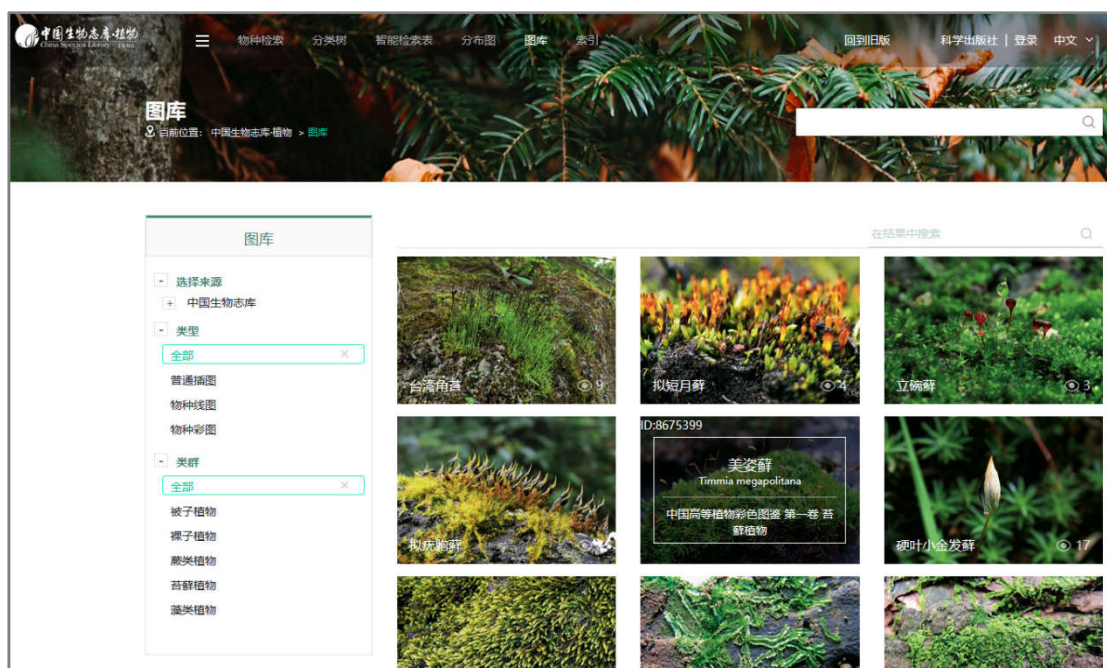 中国生物志库·植物
China Species Library · Flora
☰ 物种检索 分类树 智能检索表 分布图 图库 索引 回到旧版 科学出版社 | 登录 中文
图库
当前位置： 中国生物志库·植物 > 图库
图库
在结果中搜索
- 选择来源
+ 中国生物志库
- 类型
全部 ×
普通插图
物种线图
物种彩图
- 类群
全部 ×
被子植物
裸子植物
蕨类植物
苔藓植物
藻类植物
台湾角苔 9
拟短月藓 4
立碗藓 3
拟疣胞藓
ID:8675399
美姿藓
Timmia megapolitana
中国高等植物彩色图鉴 第一卷 苔
藓植物
硬叶小金发藓 17